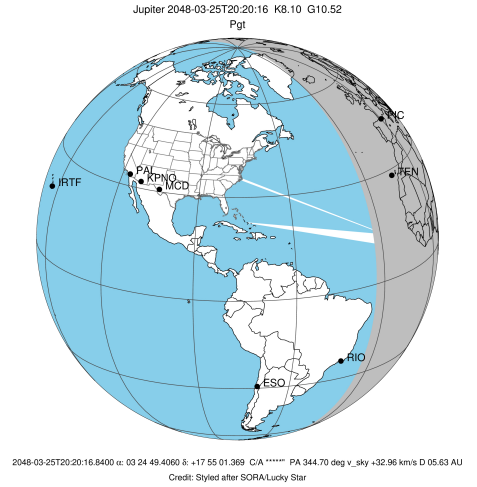 Jupiter 2048-03-25T20:20:16 K8.10 G10.52
Pgt
PIC
TEN
PAL
KPNO
IRTF
MCD
RIO
ESO
2048-03-25T20:20:16.8400 α: 03 24 49.4060 δ: +17 55 01.369 C/A *****" PA 344.70 deg v_sky +32.96 km/s D 05.63 AU
Credit: Styled after SORA/Lucky Star